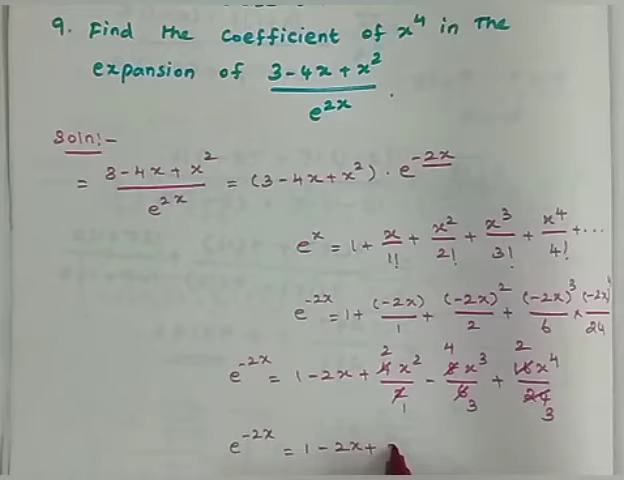 9. Find the coefficient of x⁴ in the
expansion of (3-4x+x²)/e^(2x) .
Soln:-
= (3-4x+x²)/e^(2x) = (3-4x+x²) · e^(-2x)
e^x = 1 + x/1! + x²/2! + x³/3! + x⁴/4! + ...
e^(-2x) = 1 + (-2x)/1 + (-2x)²/2 + (-2x)³/6 × (-2x)⁴/24
e^(-2x) = 1 - 2x + 4x²/2 - 8x³/6 + 16x⁴/24
e^(-2x) = 1 - 2x +